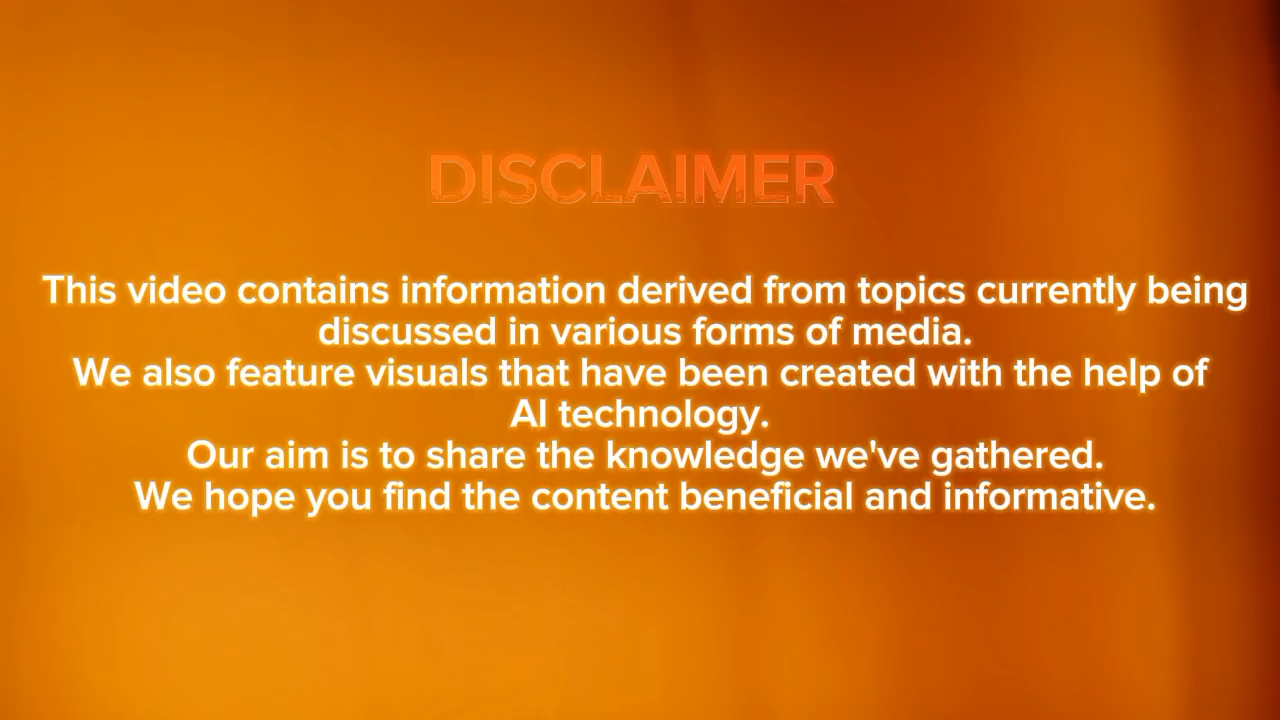 DISCLAIMER
This video contains information derived from topics currently being
discussed in various forms of media.
We also feature visuals that have been created with the help of
AI technology.
Our aim is to share the knowledge we've gathered.
We hope you find the content beneficial and informative.